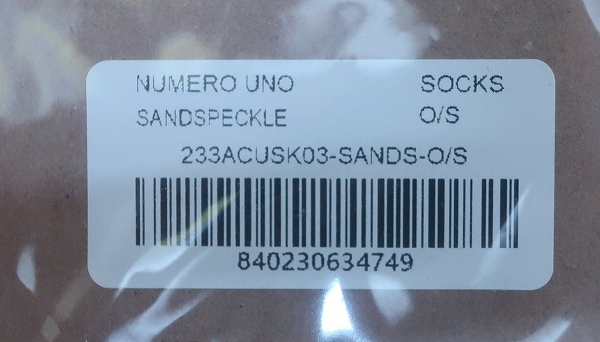 NUMERO UNO SOCKS
SANDSPECKLE O/S
233ACUSK03-SANDS-O/S
840230634749